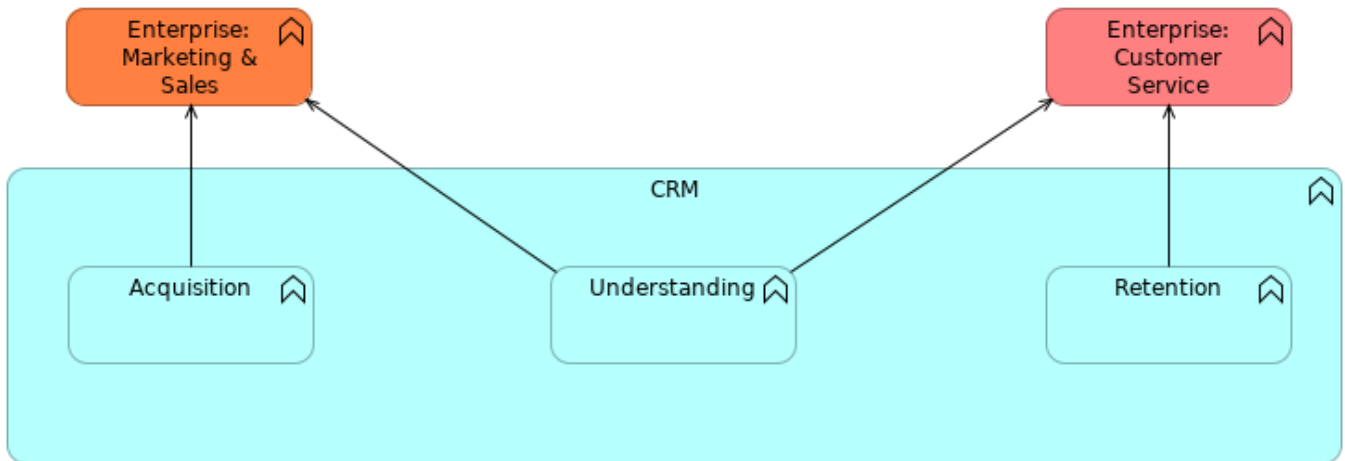 Enterprise:
Marketing &
Sales
Enterprise:
Customer
Service
CRM
Acquisition
Understanding
Retention